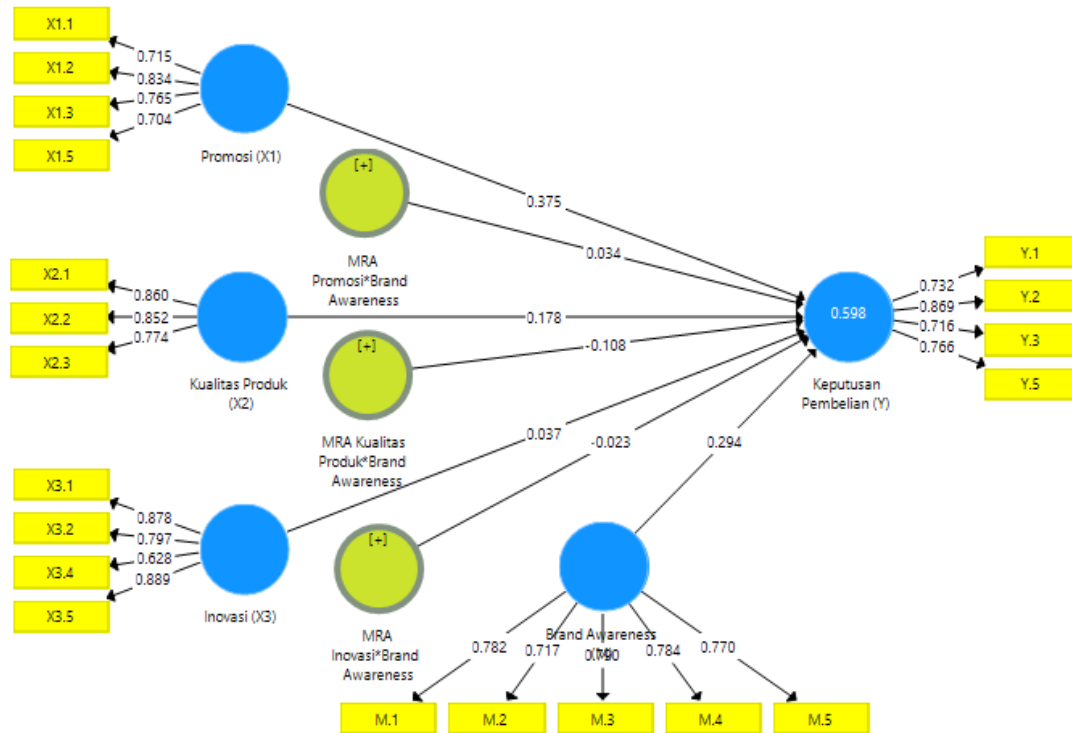 X1.1
X1.2
X1.3
X1.5
0.715
0.834
0.765
0.704
Promosi (X1)
[+]
MRA
Promosi*Brand
Awareness
0.375
0.034
X2.1
X2.2
X2.3
0.860
0.852
0.774
Kualitas Produk
(X2)
[+]
MRA Kualitas
Produk*Brand
Awareness
0.178
-0.108
0.598
Keputusan
Pembelian (Y)
0.732
0.869
0.716
0.766
Y.1
Y.2
Y.3
Y.5
X3.1
X3.2
X3.4
X3.5
0.878
0.797
0.628
0.889
Inovasi (X3)
[+]
MRA
Inovasi*Brand
Awareness
0.037
-0.023
0.294
Brand Awareness
0.782
0.717
0.784
0.770
M.1
M.2
M.3
M.4
M.5